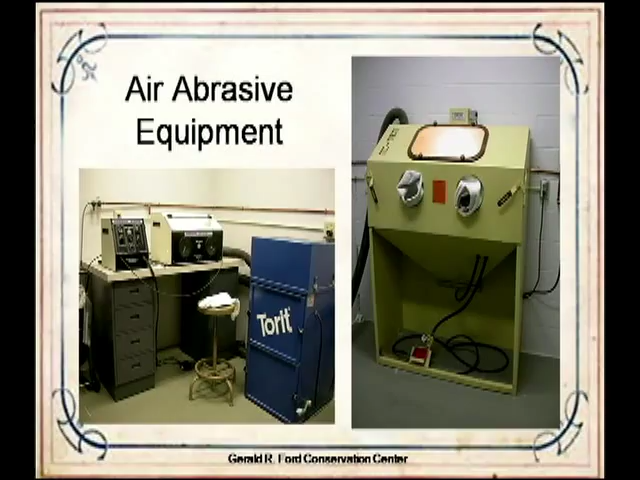 Air Abrasive
Equipment
Torit
Gerald R. Ford Conservation Center